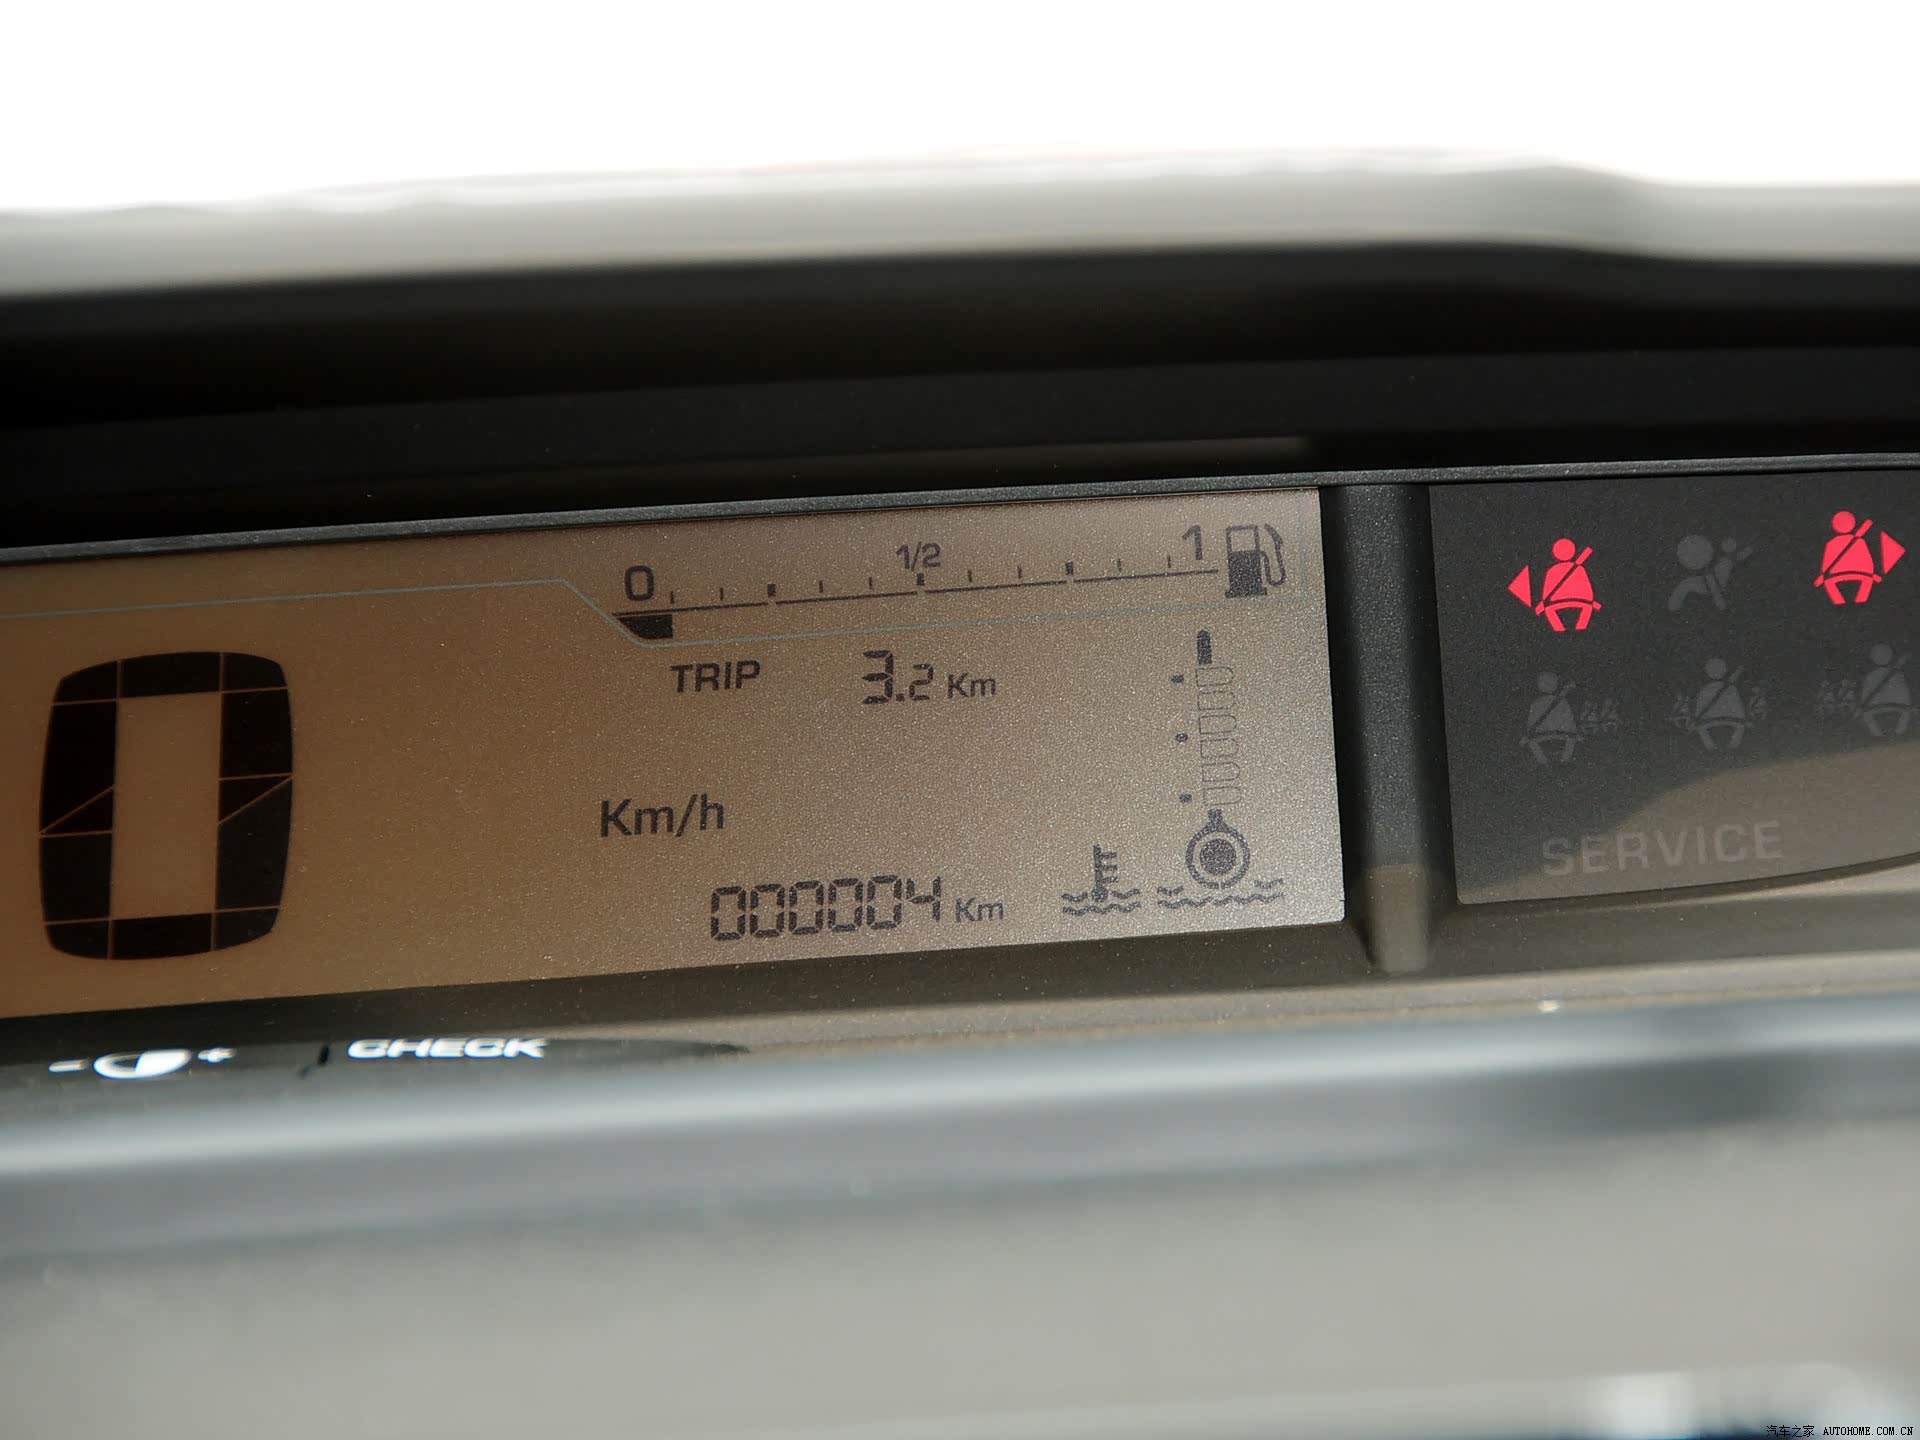 0 1/2 1
TRIP 3.2 Km
0
Km/h
000004 Km
SERVICE
- + CHECK
汽车之家 AUTOHOME.COM.CN